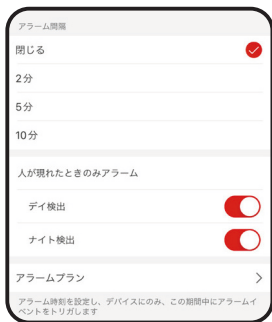 アラーム間隔
閉じる
2分
5分
10分
人が現れたときのみアラーム
デイ検出
ナイト検出
アラームプラン
アラーム時刻を設定し、デバイスにのみ、この期間中にアラームイ
ベントをトリガします